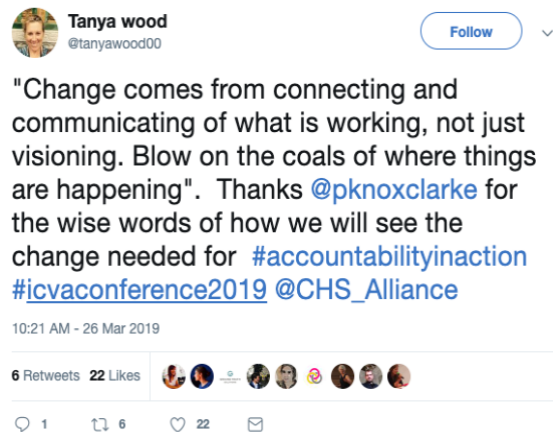 Tanya wood
@tanyawood00
Follow
"Change comes from connecting and
communicating of what is working, not just
visioning. Blow on the coals of where things
are happening".  Thanks @pknoxclarke for
the wise words of how we will see the
change needed for  #accountabilityinaction
#icvaconference2019 @CHS_Alliance
10:21 AM - 26 Mar 2019
6 Retweets 22 Likes
1 6 22